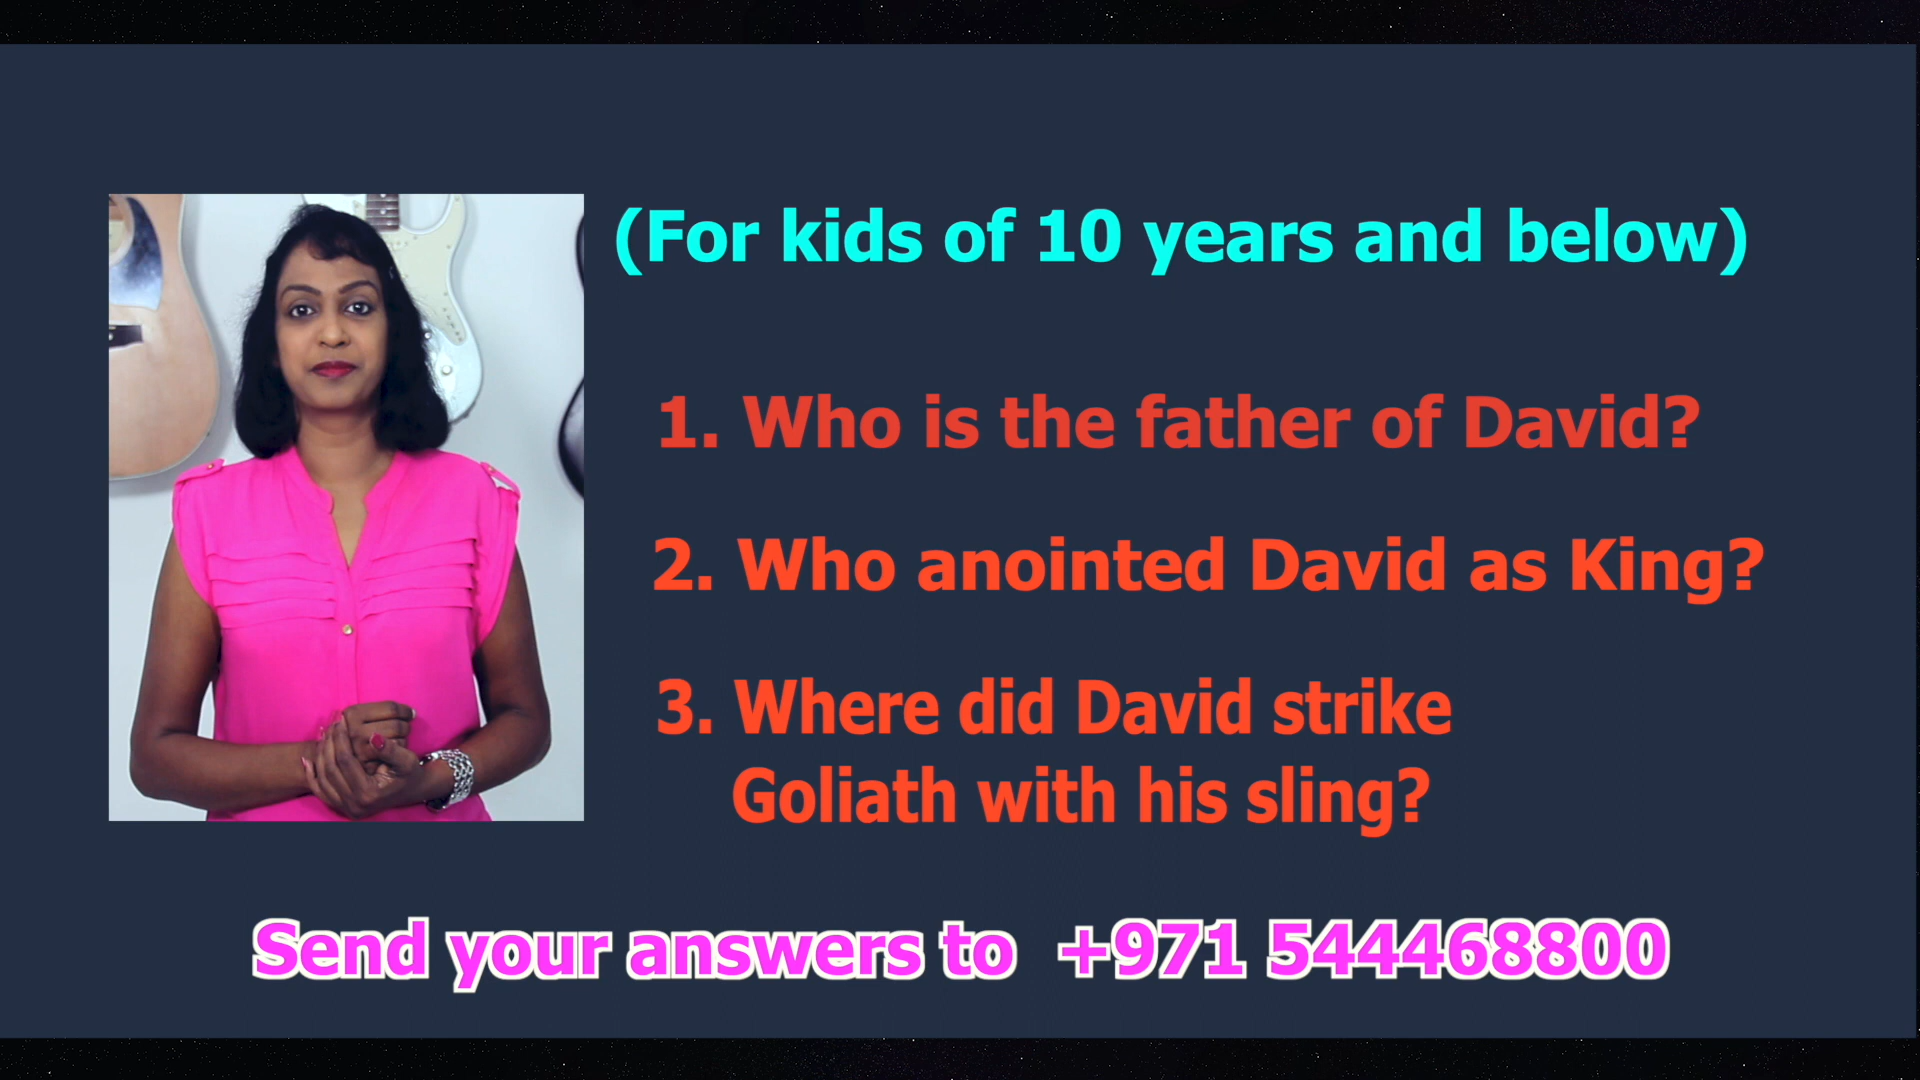 (For kids of 10 years and below)
1. Who is the father of David?
2. Who anointed David as King?
3. Where did David strike
Goliath with his sling?
Send your answers to +971 544468800